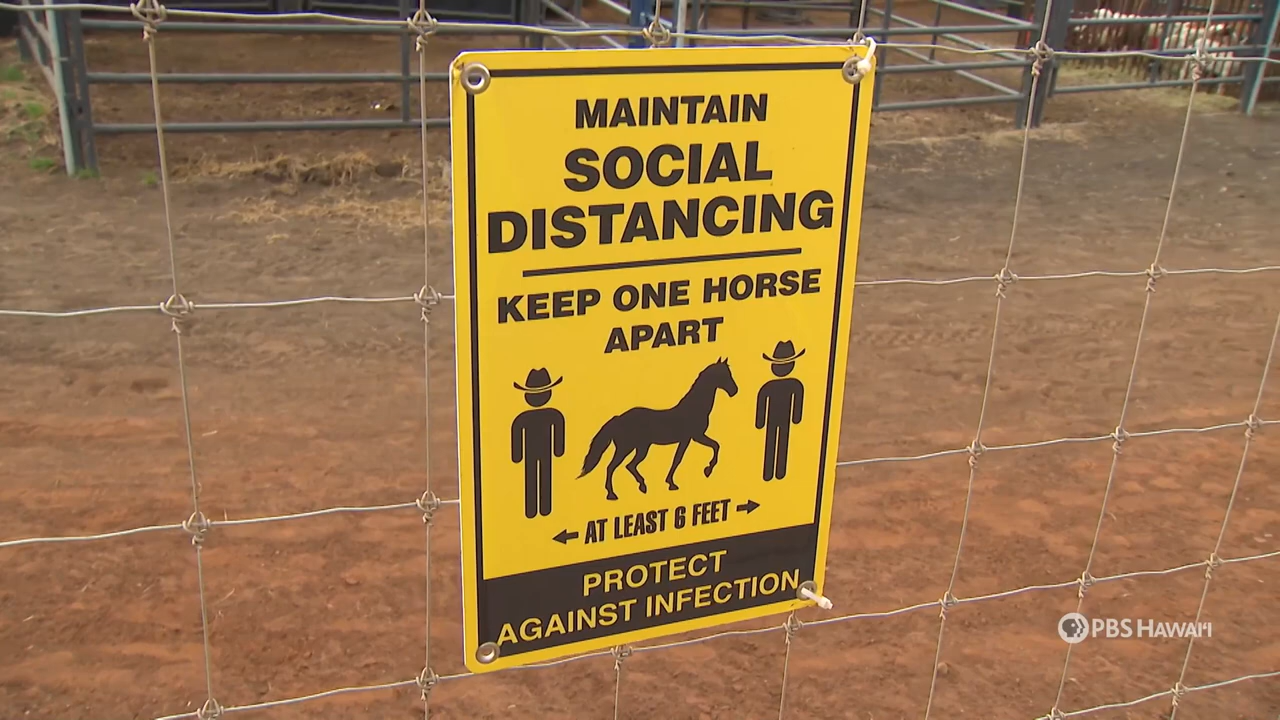 MAINTAIN
SOCIAL
DISTANCING
KEEP ONE HORSE
APART
AT LEAST 6 FEET
PROTECT
AGAINST INFECTION
PBS HAWAIʻI